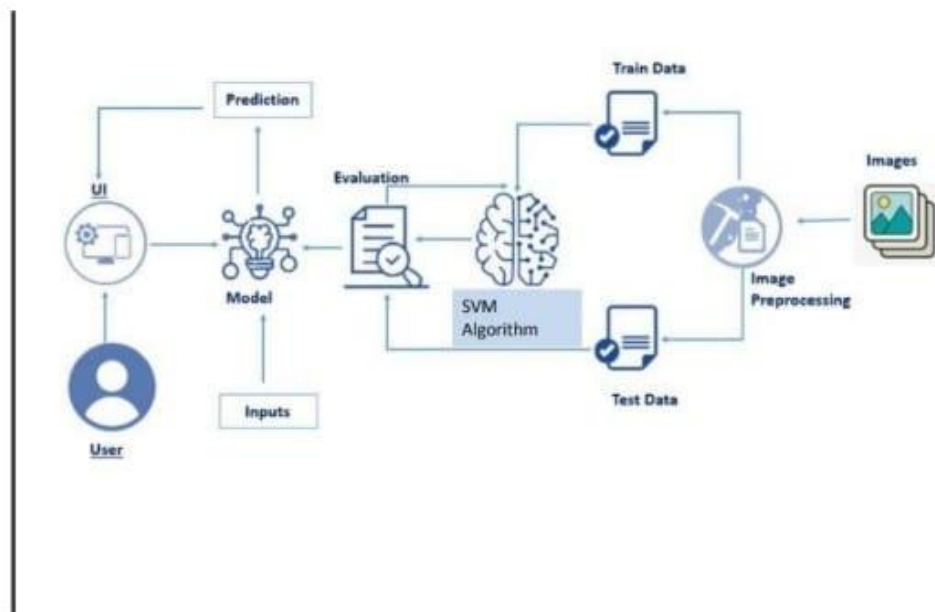 Train Data
Prediction
Images
Evaluation
UI
Image
Preprocessing
Model
SVM
Algorithm
Test Data
Inputs
User